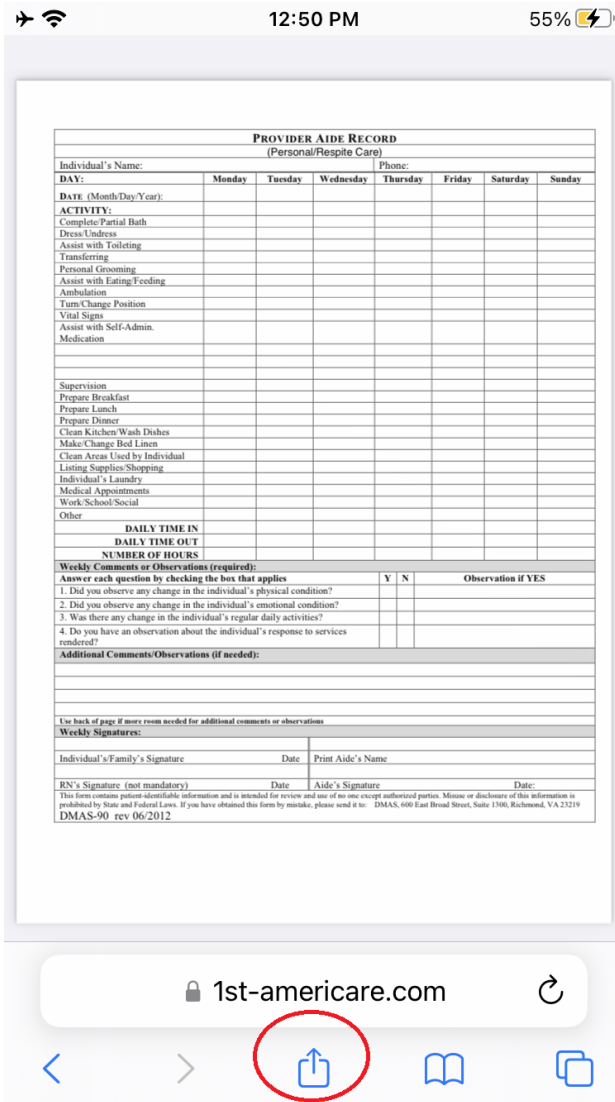 12:50 PM
55%
PROVIDER AIDE RECORD
(Personal/Respite Care)
Individual's Name: Phone:
DAY: Monday Tuesday Wednesday Thursday Friday Saturday Sunday
DATE (Month/Day/Year):
ACTIVITY:
Complete/Partial Bath
Dress/Undress
Assist with Toileting
Transferring
Personal Grooming
Assist with Eating/Feeding
Ambulation
Turn/Change Position
Vital Signs
Assist with Self-Admin.
Medication
Supervision
Prepare Breakfast
Prepare Lunch
Prepare Dinner
Clean Kitchen/Wash Dishes
Make/Change Bed Linen
Clean Areas Used by Individual
Listing Supplies/Shopping
Individual's Laundry
Medical Appointments
Work/School/Social
Other
DAILY TIME IN
DAILY TIME OUT
NUMBER OF HOURS
Weekly Comments or Observations (required):
Answer each question by checking the box that applies Y N Observation if YES
1. Did you observe any change in the individual's physical condition?
2. Did you observe any change in the individual's emotional condition?
3. Was there any change in the individual's regular daily activities?
4. Do you have an observation about the individual's response to services
rendered?
Additional Comments/Observations (if needed):
Use back of page if more room needed for additional comments or observations
Weekly Signatures:
Individual's/Family's Signature Date Print Aide's Name
RN's Signature (not mandatory) Date Aide's Signature Date:
This form contains patient-identifiable information and is intended for review and use of no one except authorized parties. Misuse or disclosure of this information is
prohibited by State and Federal Laws. If you have obtained this form by mistake, please send it to: DMAS, 600 East Broad Street, Suite 1300, Richmond, VA 23219
DMAS-90 rev 06/2012
1st-americare.com